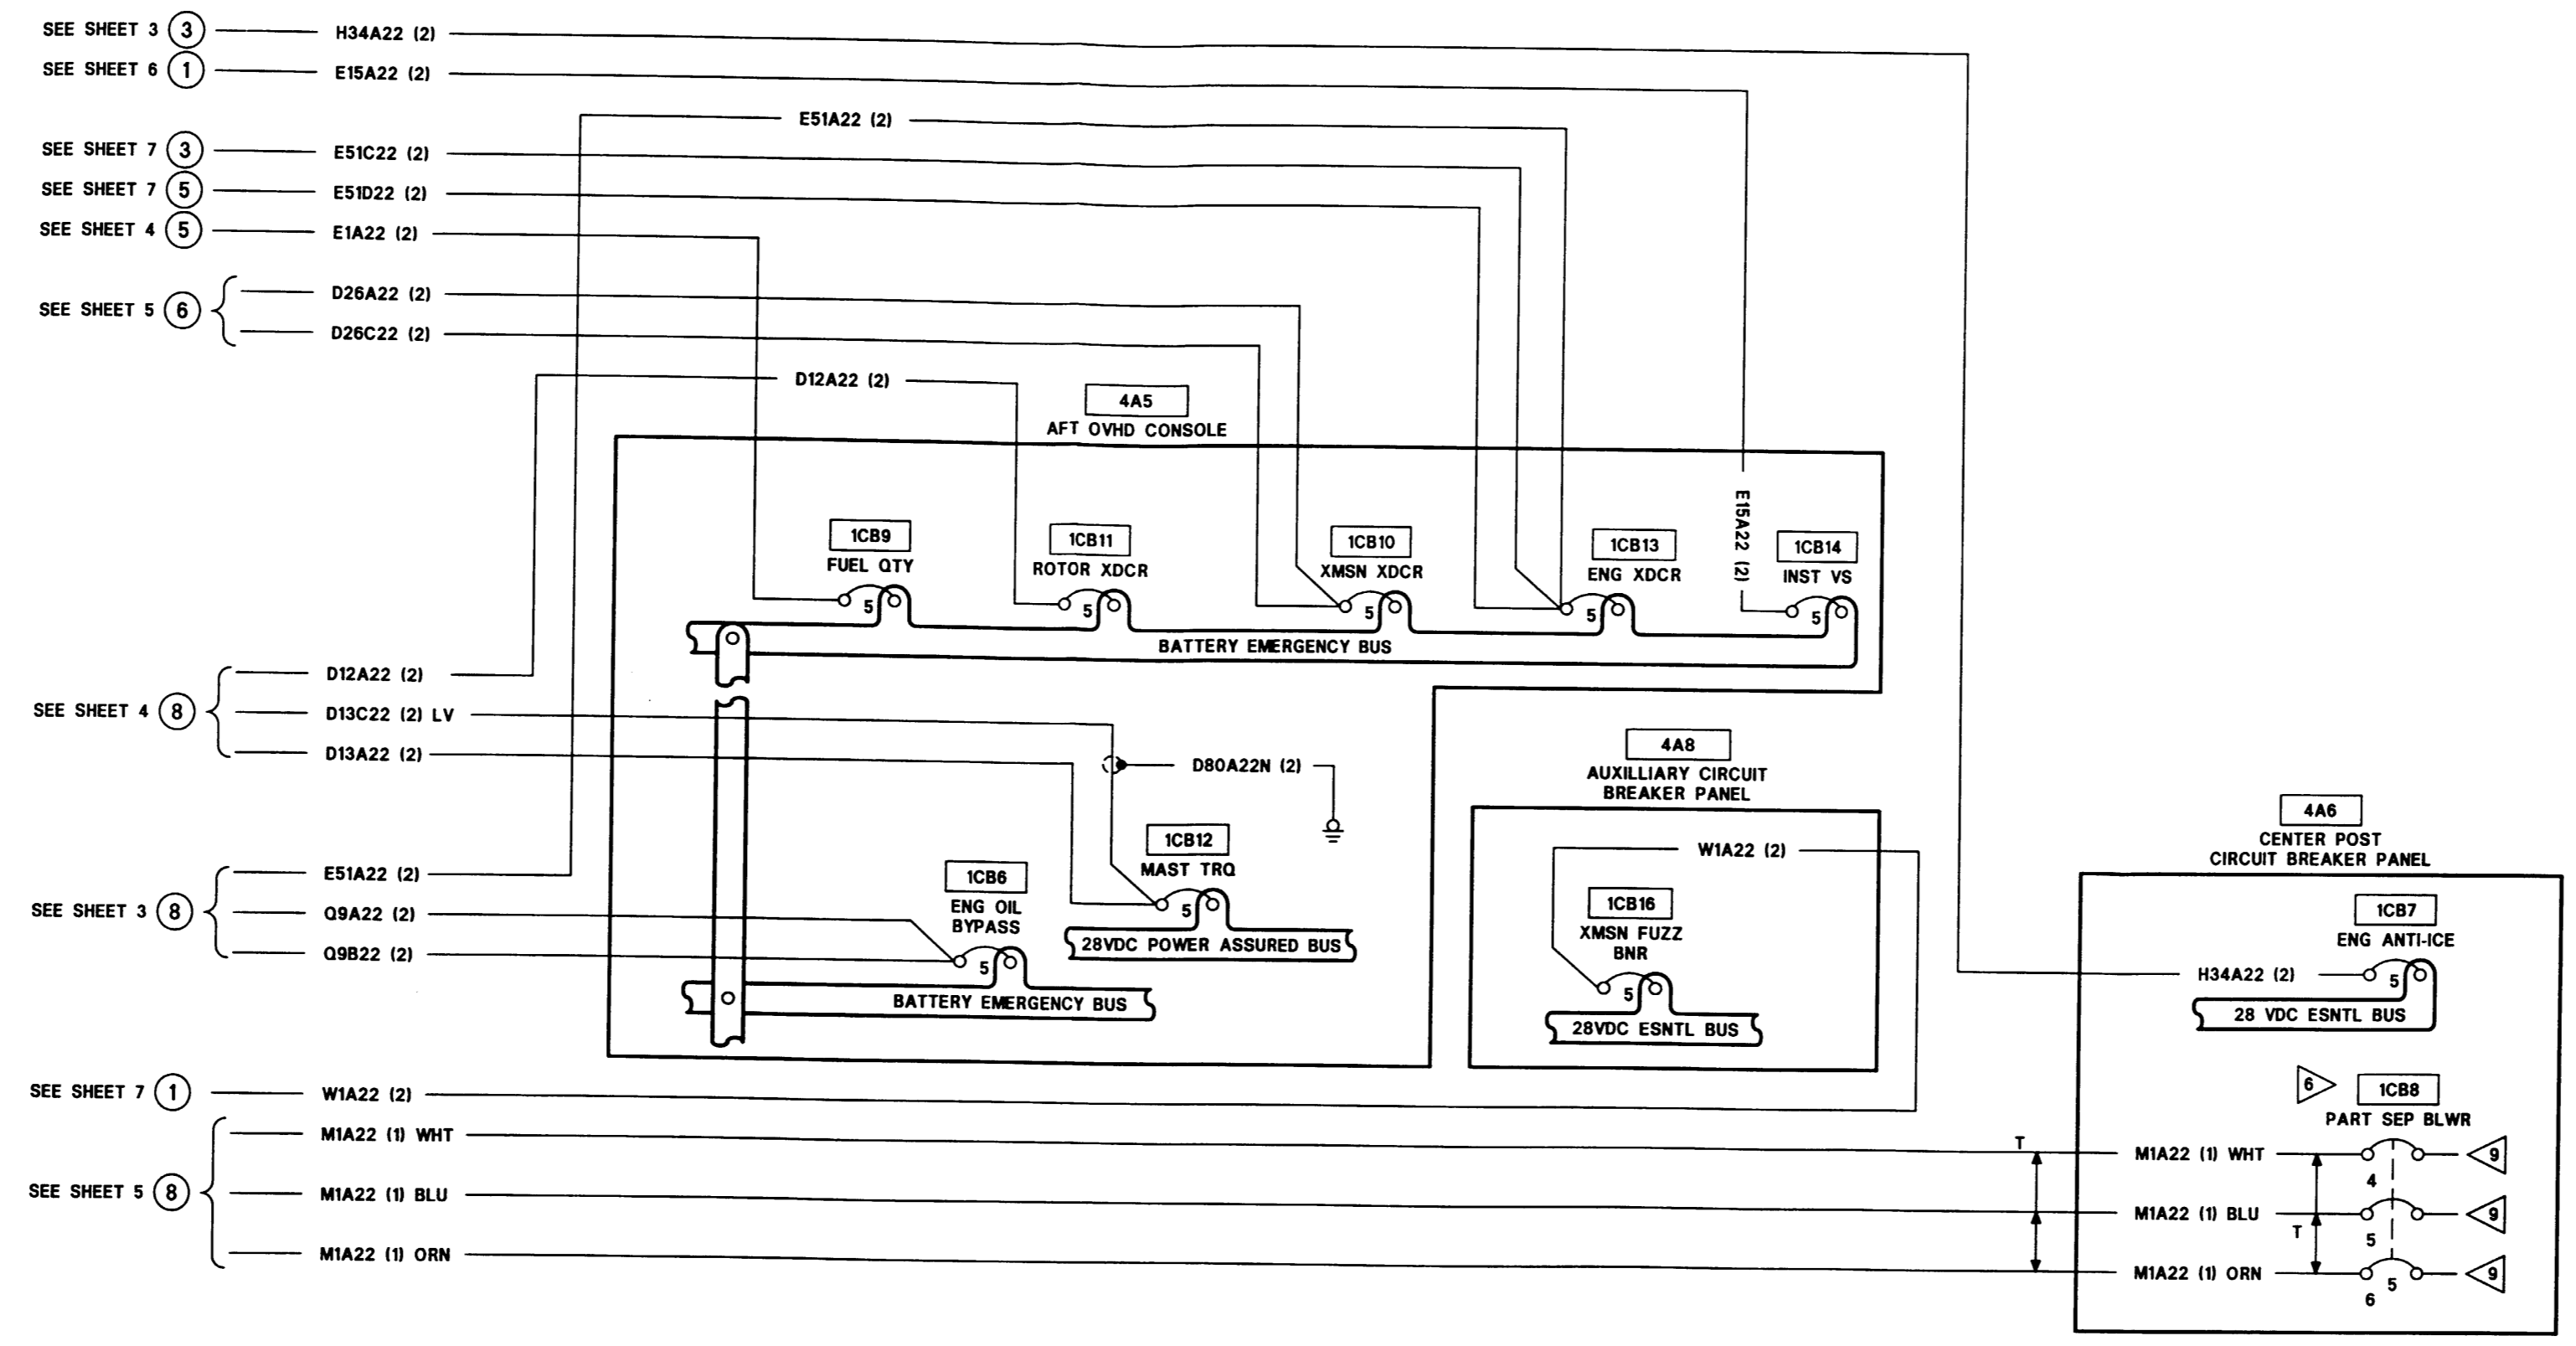 SEE SHEET 3 3 H34A22 (2)
SEE SHEET 6 1 E15A22 (2)
E51A22 (2)
SEE SHEET 7 3 E51C22 (2)
SEE SHEET 7 5 E51D22 (2)
SEE SHEET 4 5 E1A22 (2)
SEE SHEET 5 6
D26A22 (2)
D26C22 (2)
D12A22 (2)
4A5
AFT OVHD CONSOLE
1CB9
FUEL QTY
5
1CB11
ROTOR XDCR
5
1CB10
XMSN XDCR
5
1CB13
ENG XDCR
5
E15A22 (2)
1CB14
INST VS
5
BATTERY EMERGENCY BUS
SEE SHEET 4 8
D12A22 (2)
D13C22 (2) LV
D13A22 (2)
D80A22N (2)
1CB12
MAST TRQ
5
28VDC POWER ASSURED BUS
SEE SHEET 3 8
E51A22 (2)
Q9A22 (2)
Q9B22 (2)
1CB6
ENG OIL
BYPASS
5
BATTERY EMERGENCY BUS
4A8
AUXILLIARY CIRCUIT
BREAKER PANEL
W1A22 (2)
1CB16
XMSN FUZZ
BNR
5
28VDC ESNTL BUS
4A6
CENTER POST
CIRCUIT BREAKER PANEL
1CB7
ENG ANTI-ICE
H34A22 (2)
5
28 VDC ESNTL BUS
6
1CB8
PART SEP BLWR
SEE SHEET 7 1 W1A22 (2)
SEE SHEET 5 8
M1A22 (1) WHT
T
M1A22 (1) WHT
4
9
M1A22 (1) BLU
M1A22 (1) BLU
T
5
9
M1A22 (1) ORN
M1A22 (1) ORN
5
6
9